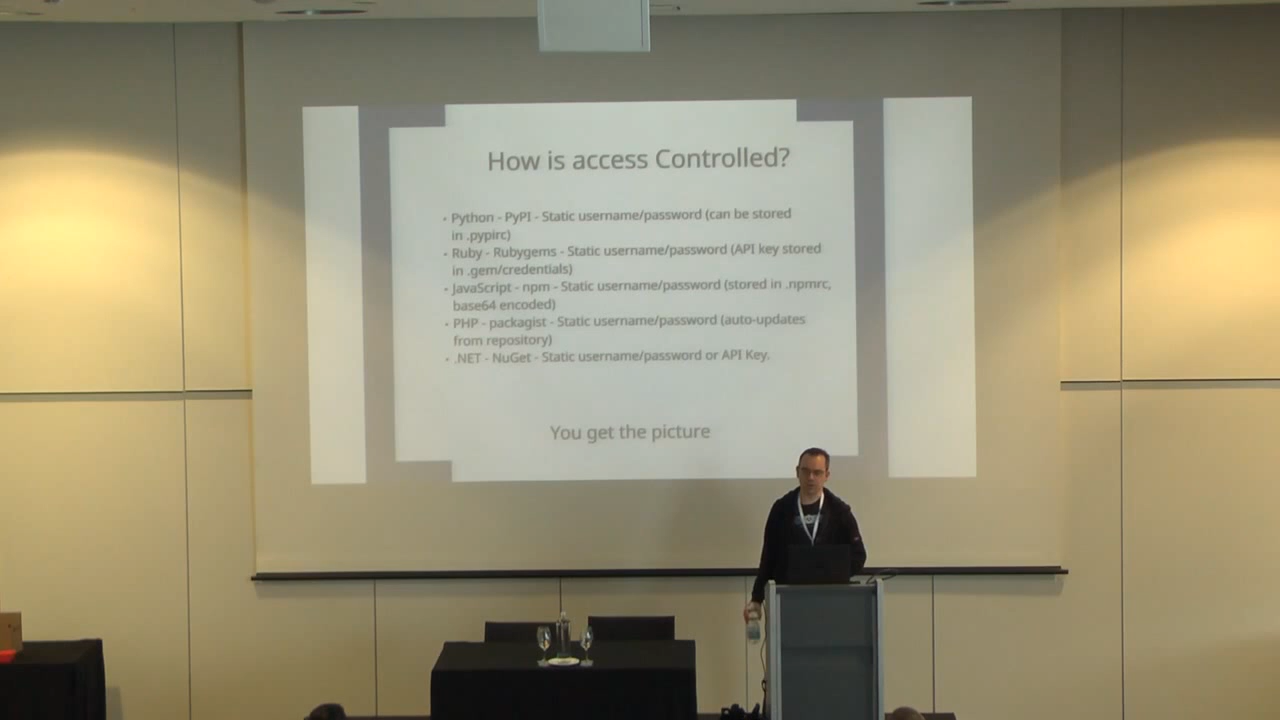 How is access Controlled?
• Python - PyPI - Static username/password (can be stored
in .pypirc)
• Ruby - Rubygems - Static username/password (API key stored
in .gem/credentials)
• JavaScript - npm - Static username/password (stored in .npmrc,
base64 encoded)
• PHP - packagist - Static username/password (auto-updates
from repository)
• .NET - NuGet - Static username/password or API Key.
You get the picture